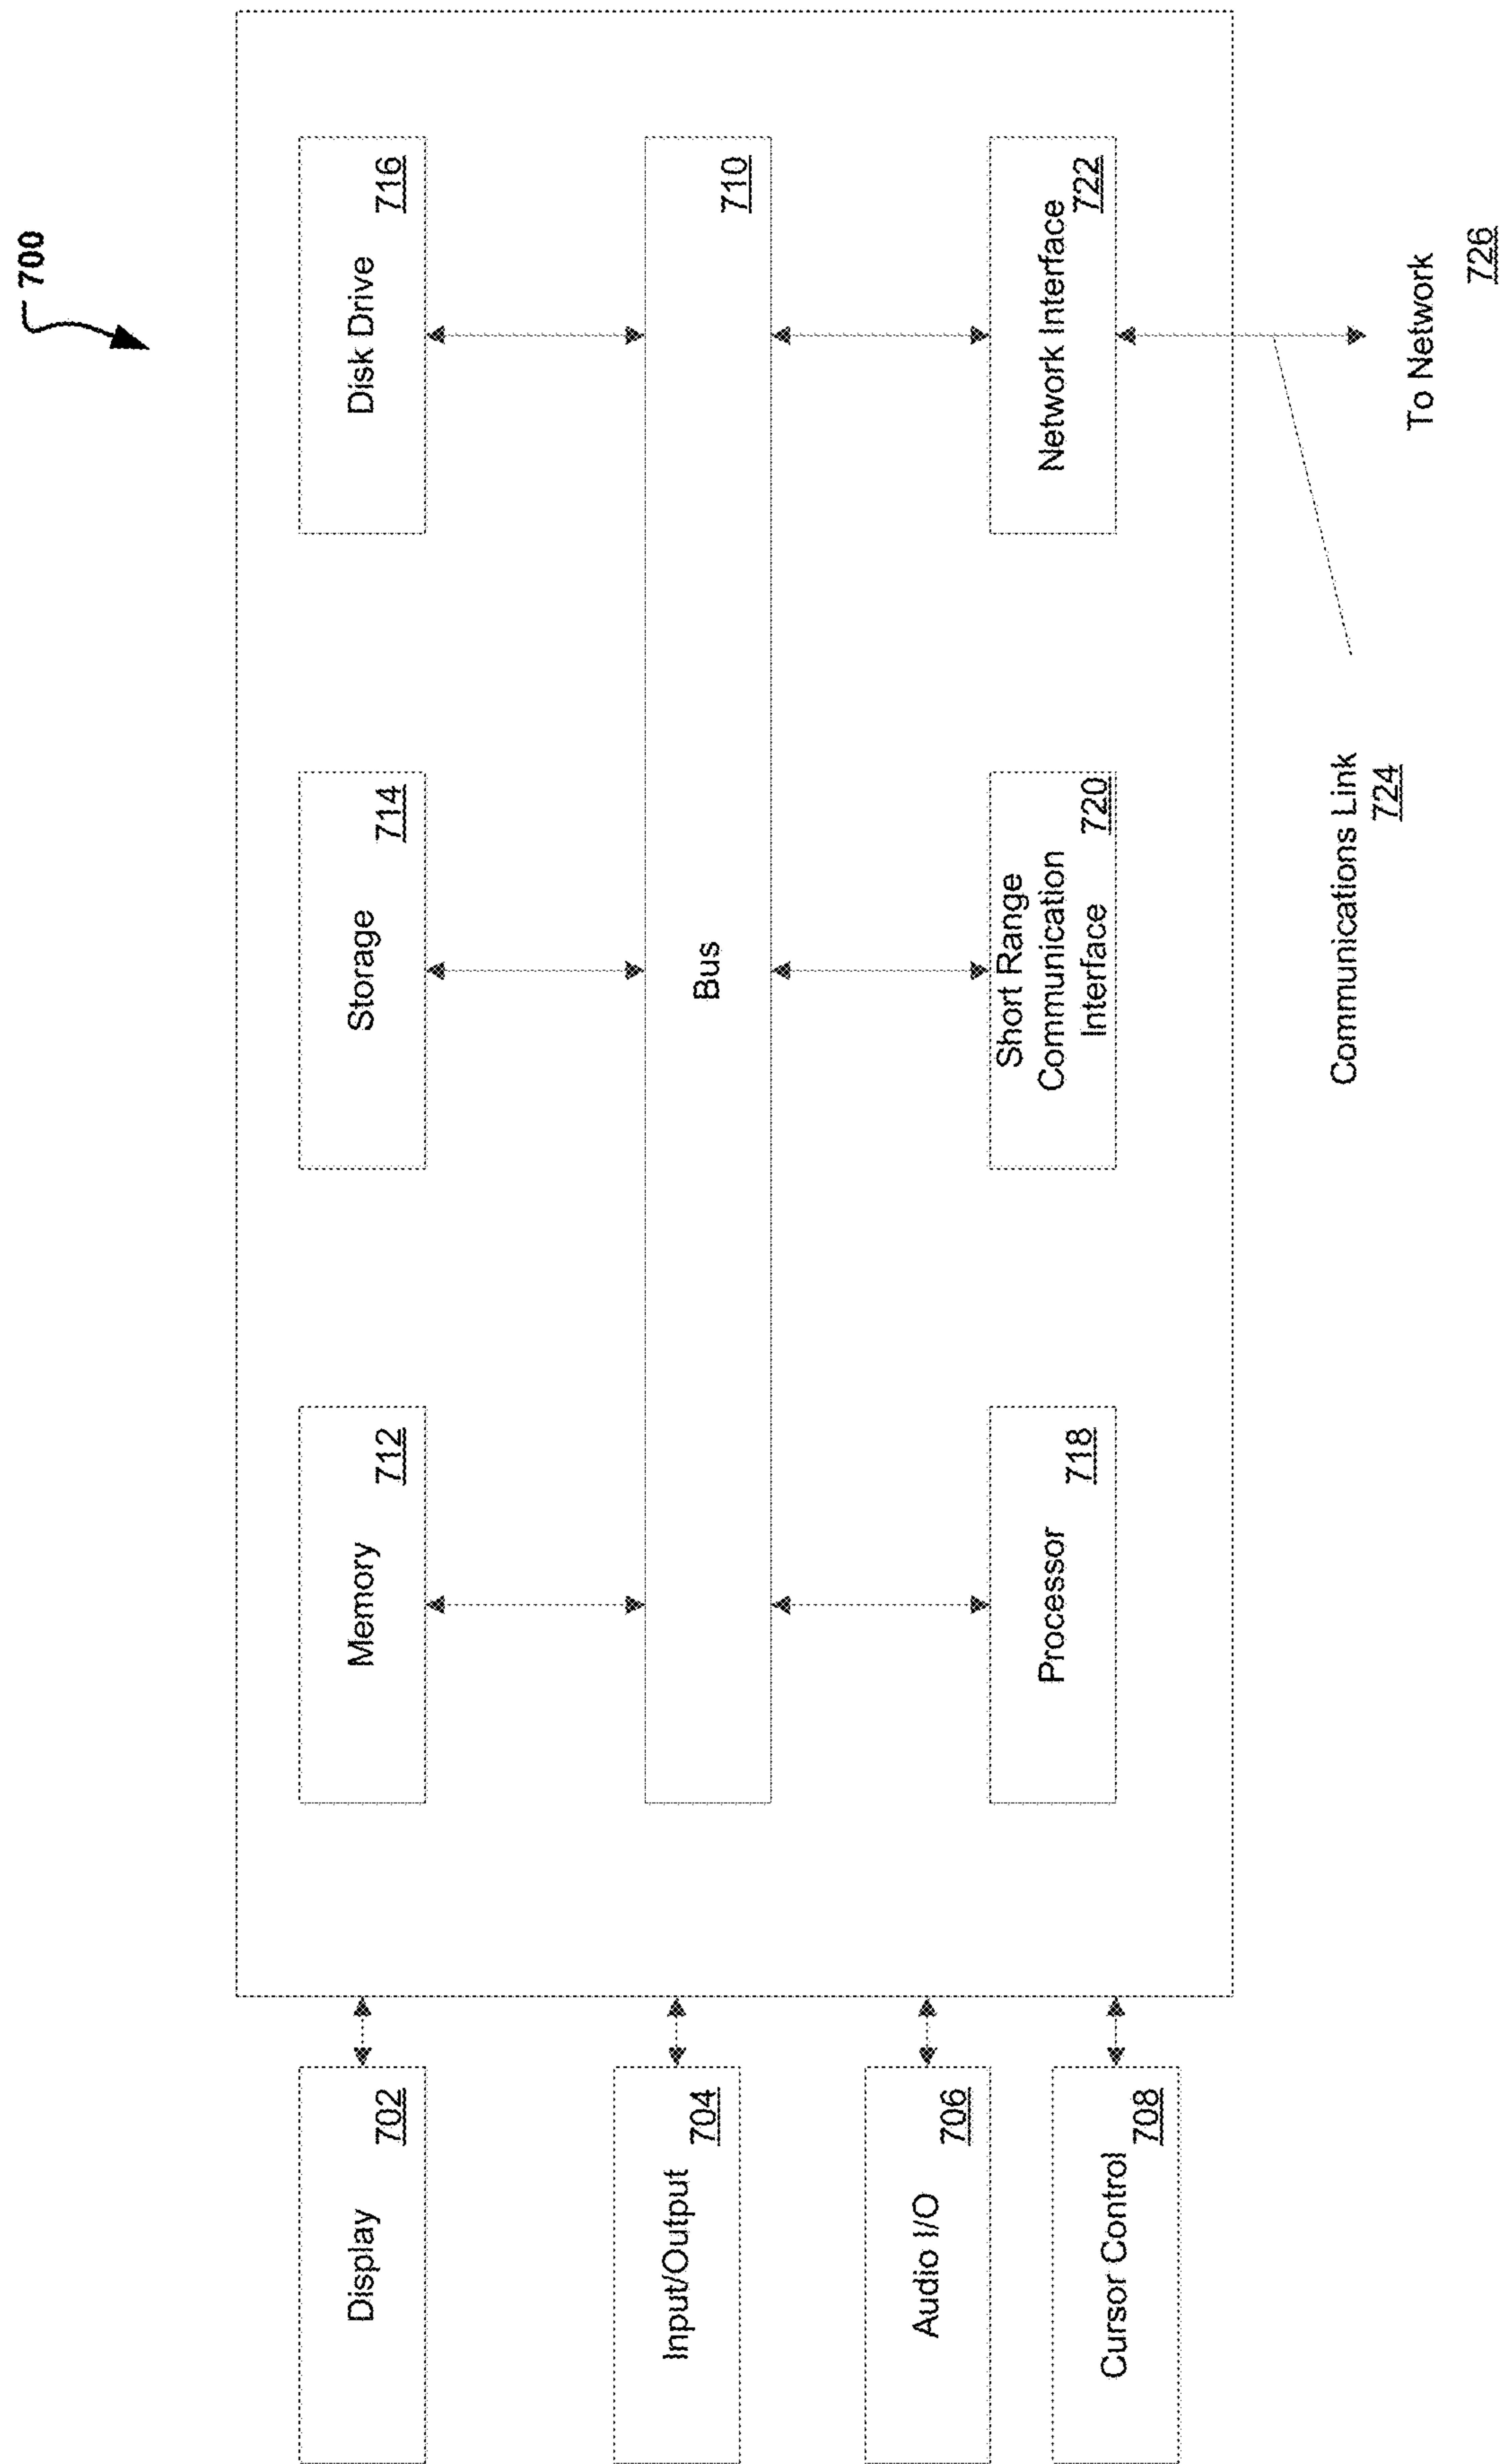 700
Display
702
Memory
712
Storage
714
Disk Drive
716
Input/Output
704
Bus
710
Audio I/O
706
Cursor Control
708
Processor
718
Short Range
Communication
Interface
720
Network Interface
722
Communications Link
724
To Network
726